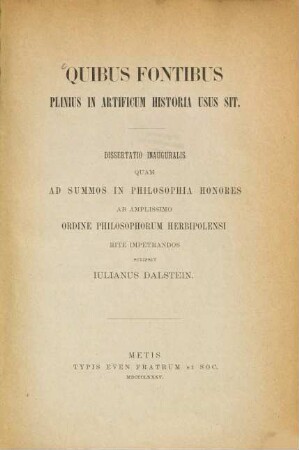 QUIBUS FONTIBUS
PLINIUS IN ARTIFICUM HISTORIA USUS SIT.
DISSERTATIO INAUGURALIS
QUAM
AD SUMMOS IN PHILOSOPHIA HONORES
AB AMPLISSIMO
ORDINE PHILOSOPHORUM HERBIPOLENSI
RITE IMPETRANDOS
SCRIPSIT
IULIANUS DALSTEIN.
METIS
TYPIS EVEN FRATRUM ET SOC.
MDCCCLXXXV.